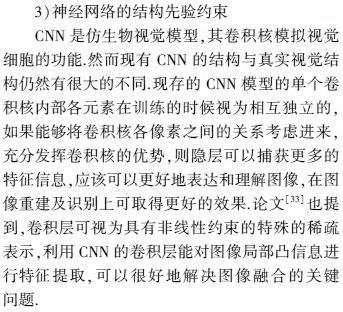 3)神经网络的结构先验约束
CNN 是仿生物视觉模型,其卷积核模拟视觉
细胞的功能.然而现有 CNN 的结构与真实视觉结
构仍然有很大的不同.现存的 CNN 模型的单个卷
积核内部各元素在训练的时候视为相互独立的,
如果能够将卷积核各像素之间的关系考虑进来,
充分发挥卷积核的优势,则隐层可以捕获更多的
特征信息,应该可以更好地表达和理解图像,在图
像重建及识别上可取得更好的效果.论文[33]也提
到,卷积层可视为具有非线性约束的特殊的稀疏
表示,利用 CNN 的卷积层能对图像局部凸信息进
行特征提取,可以很好地解决图像融合的关键
问题.